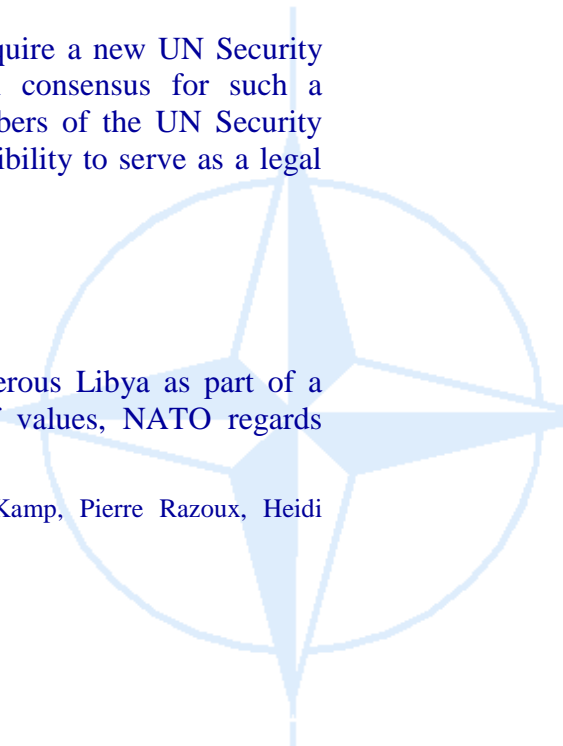 quire a new UN Security
consensus for such a
bers of the UN Security
ibility to serve as a legal
erous Libya as part of a
values, NATO regards
Kamp, Pierre Razoux, Heidi